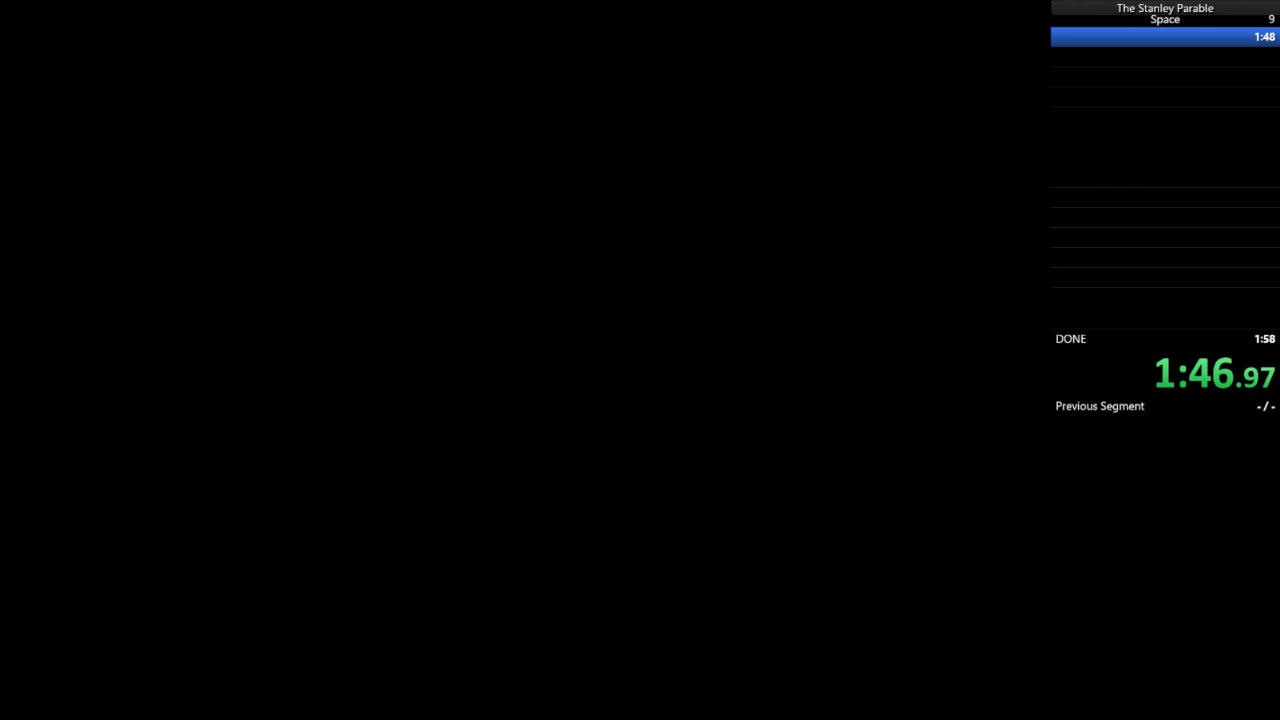 The Stanley Parable
Space 9
1:48
DONE 1:58
1:46.97
Previous Segment - / -